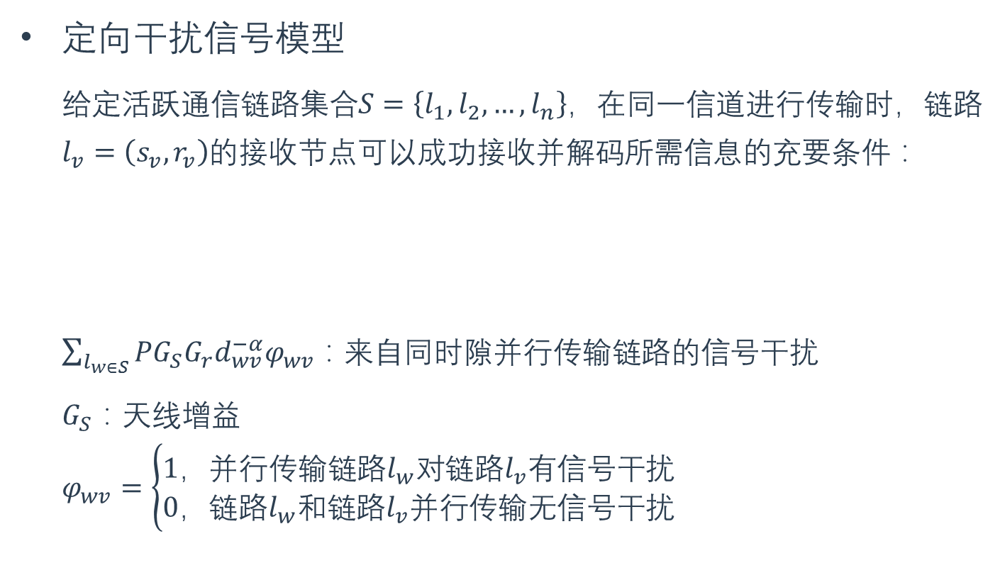 • 定向干扰信号模型
给定活跃通信链路集合$S = \{l_1, l_2, \ldots, l_n\}$，在同一信道进行传输时，链路
$l_v = (s_v, r_v)$的接收节点可以成功接收并解码所需信息的充要条件：
$\sum_{l_{w \in S}} P G_S G_r d_{wv}^{-\alpha} \varphi_{wv}$：来自同时隙并行传输链路的信号干扰
$G_S$：天线增益
$\varphi_{wv} = \begin{cases} 1，并行传输链路l_w对链路l_v有信号干扰 \\ 0，链路l_w和链路l_v并行传输无信号干扰 \end{cases}$